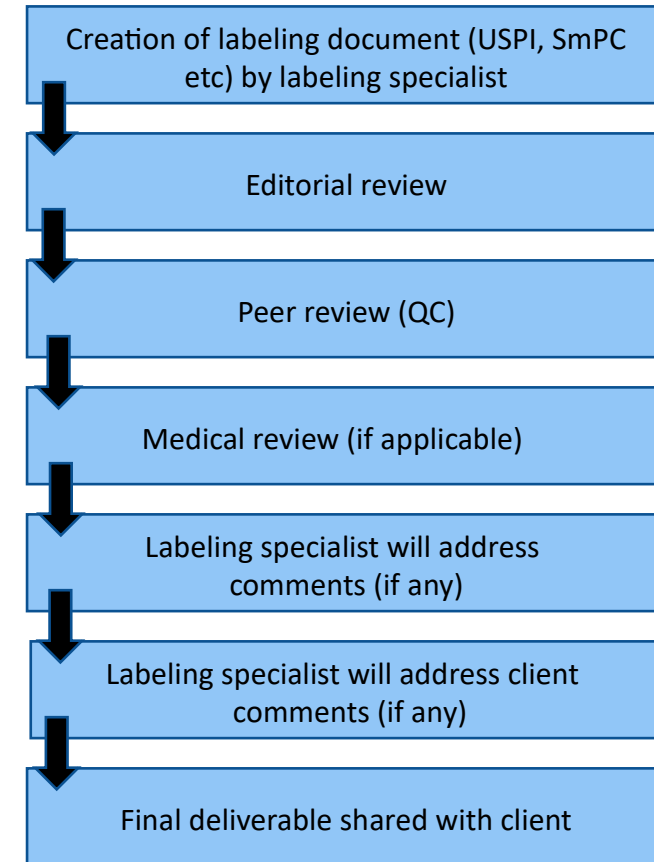 Creation of labeling document (USPI, SmPC
etc) by labeling specialist
Editorial review
Peer review (QC)
Medical review (if applicable)
Labeling specialist will address
comments (if any)
Labeling specialist will address client
comments (if any)
Final deliverable shared with client